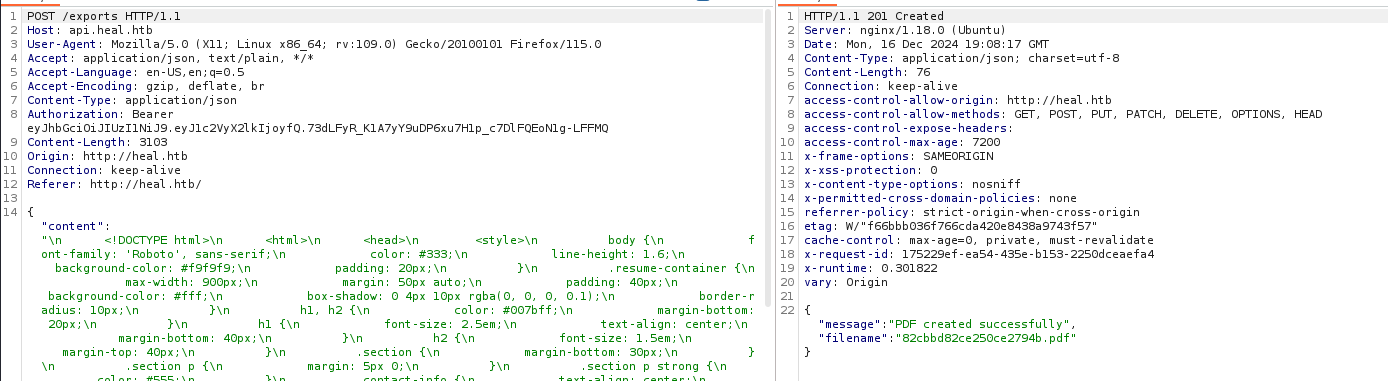 1 POST /exports HTTP/1.1
2 Host: api.heal.htb
3 User-Agent: Mozilla/5.0 (X11; Linux x86_64; rv:109.0) Gecko/20100101 Firefox/115.0
4 Accept: application/json, text/plain, */*
5 Accept-Language: en-US,en;q=0.5
6 Accept-Encoding: gzip, deflate, br
7 Content-Type: application/json
8 Authorization: Bearer
eyJhbGciOiJIUzI1NiJ9.eyJ1c2VyX2lkIjoyfQ.73dLFyR_K1A7yY9uDP6xu7H1p_c7DlFQEoN1g-LFFMQ
9 Content-Length: 3103
10 Origin: http://heal.htb
11 Connection: keep-alive
12 Referer: http://heal.htb/
13
14 {
"content":
"\n <!DOCTYPE html>\n <html>\n <head>\n <style>\n body {\n f
ont-family: 'Roboto', sans-serif;\n color: #333;\n line-height: 1.6;\n
background-color: #f9f9f9;\n padding: 20px;\n }\n .resume-container {\n
max-width: 900px;\n margin: 50px auto;\n padding: 40px;\n
background-color: #fff;\n box-shadow: 0 4px 10px rgba(0, 0, 0, 0.1);\n border-r
adius: 10px;\n }\n h1, h2 {\n color: #007bff;\n margin-bottom:
20px;\n }\n h1 {\n font-size: 2.5em;\n text-align: center;\n
margin-bottom: 40px;\n }\n h2 {\n font-size: 1.5em;\n
margin-top: 40px;\n }\n .section {\n margin-bottom: 30px;\n }
\n .section p {\n margin: 5px 0;\n }\n .section p strong {\n
color: #555;\n }\n .contact-info {\n text-align: center;\n
1 HTTP/1.1 201 Created
2 Server: nginx/1.18.0 (Ubuntu)
3 Date: Mon, 16 Dec 2024 19:08:17 GMT
4 Content-Type: application/json; charset=utf-8
5 Content-Length: 76
6 Connection: keep-alive
7 access-control-allow-origin: http://heal.htb
8 access-control-allow-methods: GET, POST, PUT, PATCH, DELETE, OPTIONS, HEAD
9 access-control-expose-headers:
10 access-control-max-age: 7200
11 x-frame-options: SAMEORIGIN
12 x-xss-protection: 0
13 x-content-type-options: nosniff
14 x-permitted-cross-domain-policies: none
15 referrer-policy: strict-origin-when-cross-origin
16 etag: W/"f66bbb036f766cda420e8438a9743f57"
17 cache-control: max-age=0, private, must-revalidate
18 x-request-id: 175229ef-ea54-435e-b153-2250dceaefa4
19 x-runtime: 0.301822
20 vary: Origin
21
22 {
"message":"PDF created successfully",
"filename":"82cbbd82ce250ce2794b.pdf"
}